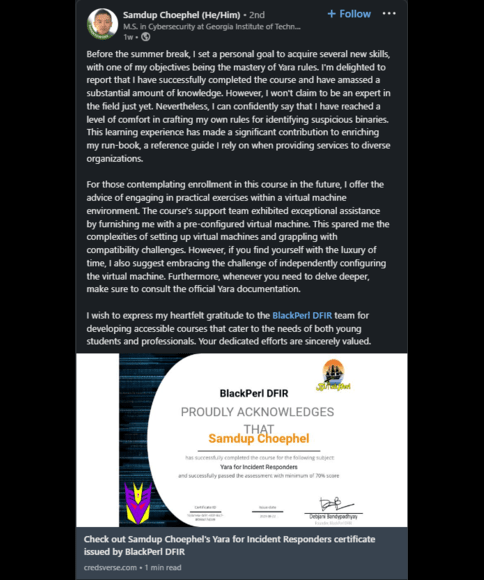 Samdup Choephel (He/Him) • 2nd
+ Follow
M.S. in Cybersecurity at Georgia Institute of Techn...
1w •
Before the summer break, I set a personal goal to acquire several new skills,
with one of my objectives being the mastery of Yara rules. I'm delighted to
report that I have successfully completed the course and have amassed a
substantial amount of knowledge. However, I won't claim to be an expert in
the field just yet. Nevertheless, I can confidently say that I have reached a
level of comfort in crafting my own rules for identifying suspicious binaries.
This learning experience has made a significant contribution to enriching
my run-book, a reference guide I rely on when providing services to diverse
organizations.
For those contemplating enrollment in this course in the future, I offer the
advice of engaging in practical exercises within a virtual machine
environment. The course's support team exhibited exceptional assistance
by furnishing me with a pre-configured virtual machine. This spared me the
complexities of setting up virtual machines and grappling with
compatibility challenges. However, if you find yourself with the luxury of
time, I also suggest embracing the challenge of independently configuring
the virtual machine. Furthermore, whenever you need to delve deeper,
make sure to consult the official Yara documentation.
I wish to express my heartfelt gratitude to the BlackPerl DFIR team for
developing accessible courses that cater to the needs of both young
students and professionals. Your dedicated efforts are sincerely valued.
BlackPerl DFIR
PROUDLY ACKNOWLEDGES
THAT
Samdup Choephel
has successfully completed the course for the following subject
Yara for Incident Responders
and successfully passed the assessment with minimum of 70% score
Debjani Bandyopadhyay
Check out Samdup Choephel's Yara for Incident Responders certificate
issued by BlackPerl DFIR
credsverse.com • 1 min read